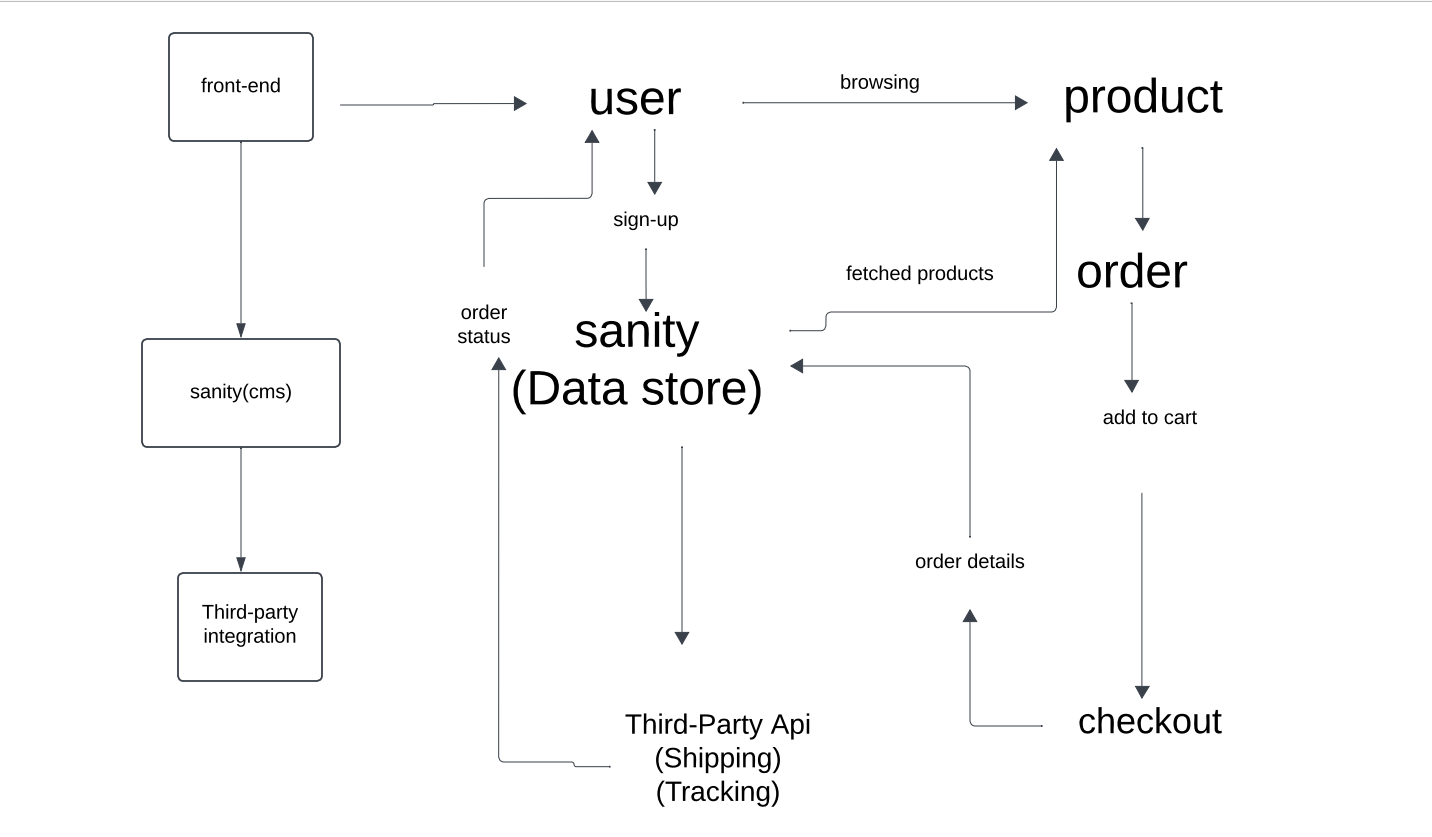 front-end
user
browsing
product
sign-up
order
fetched products
order
status
sanity
(Data store)
sanity(cms)
add to cart
order details
Third-party
integration
Third-Party Api
(Shipping)
(Tracking)
checkout